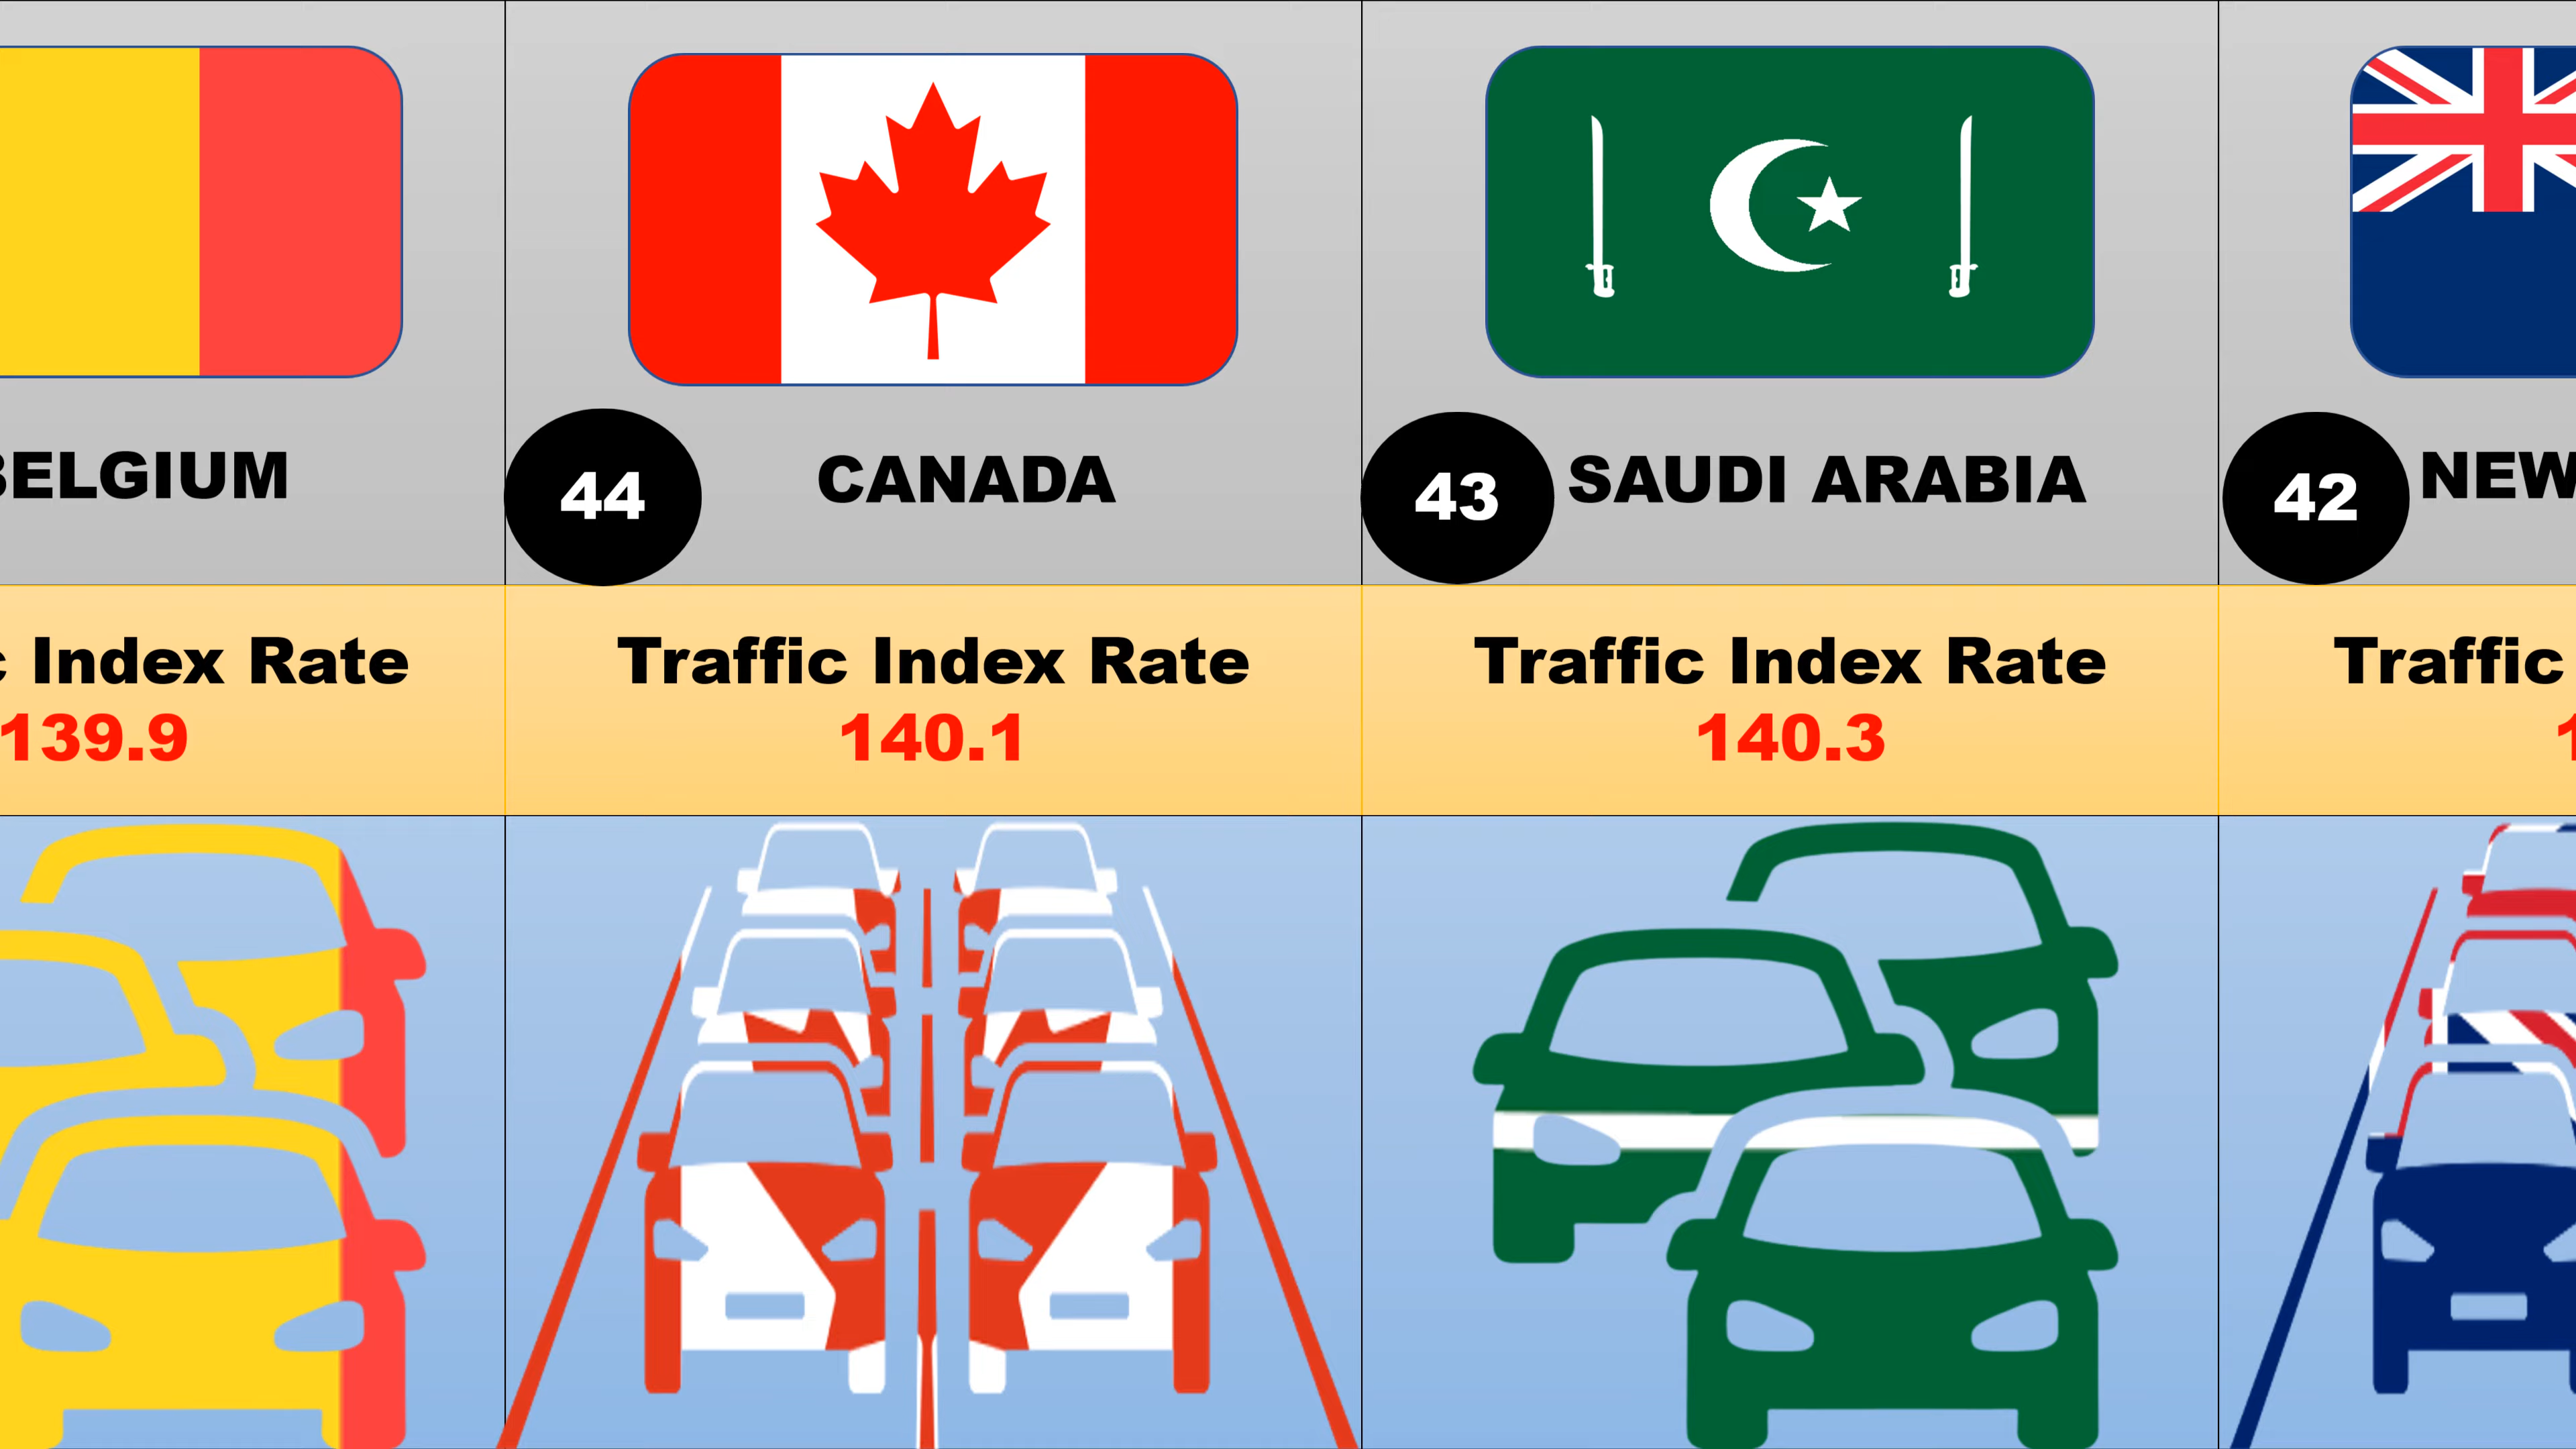 BELGIUM
Index Rate
139.9
44
CANADA
Traffic Index Rate
140.1
43
SAUDI ARABIA
Traffic Index Rate
140.3
42
NEW
Traffic